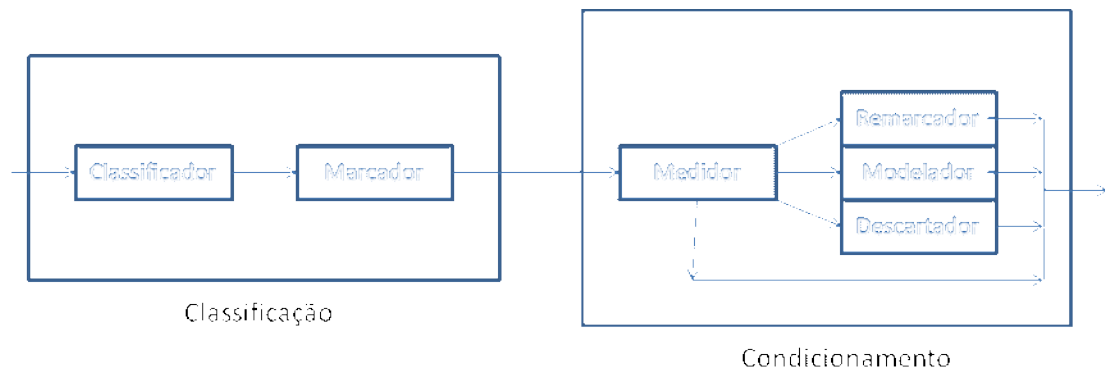 Classificador
Marcador
Medidor
Remarcador
Modelador
Descartador
Classificação
Condicionamento